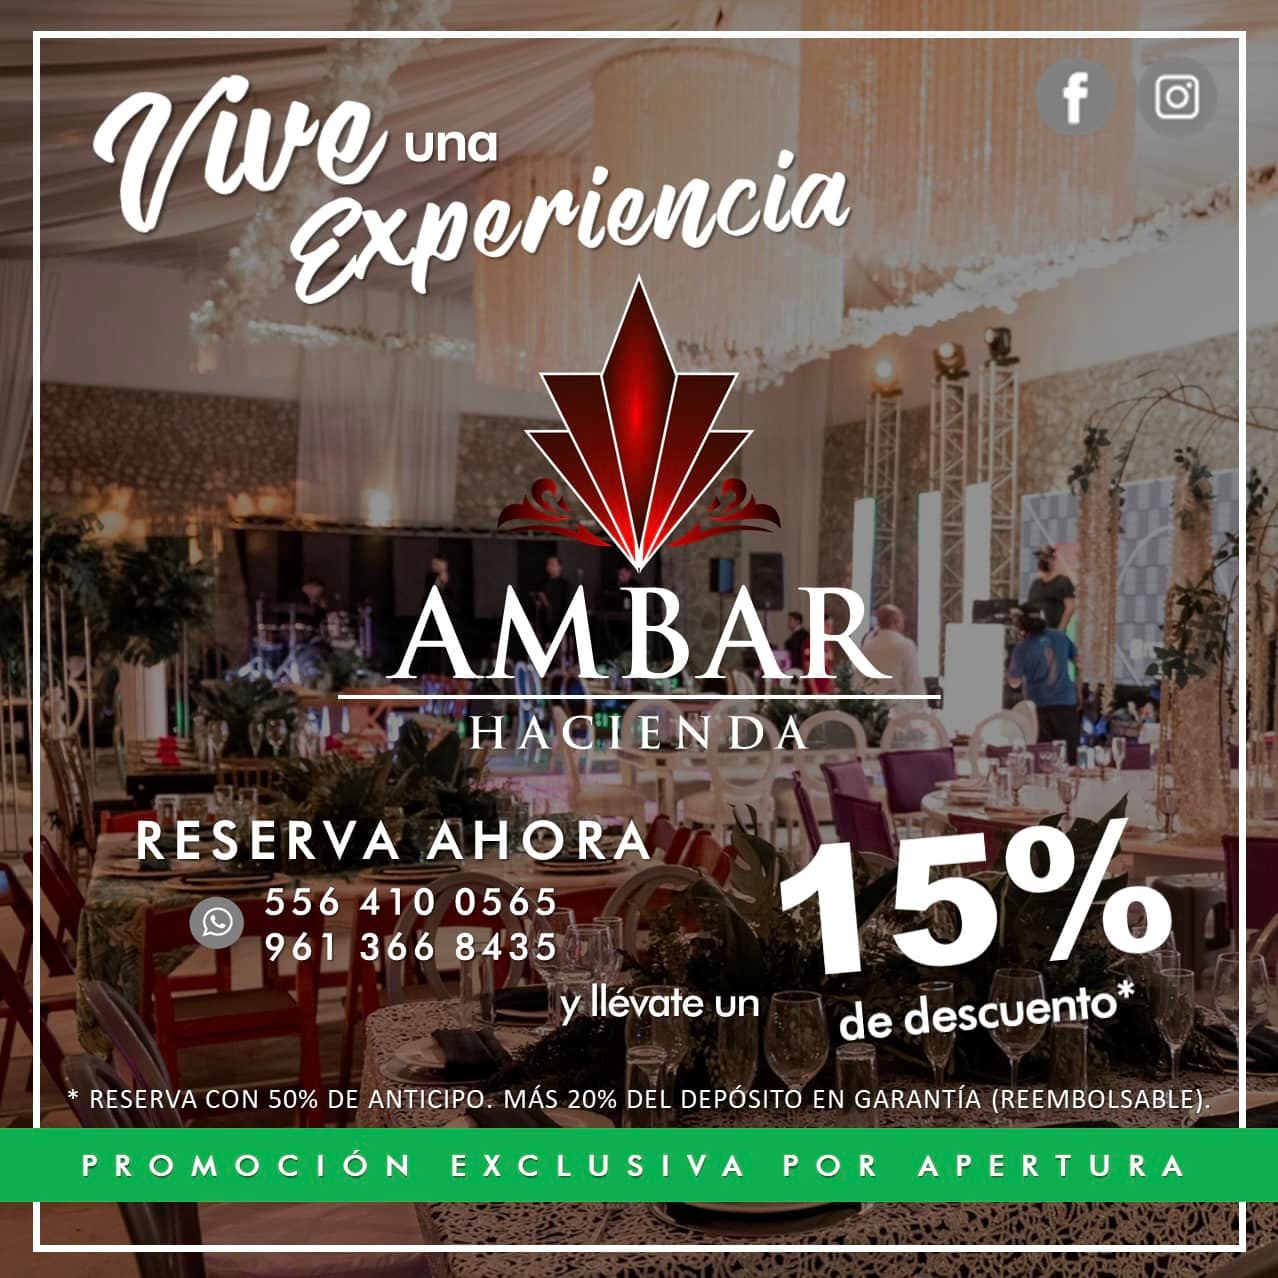 Vive una
Experiencia
AMBAR
HACIENDA
RESERVA AHORA
556 410 0565
961 366 8435
y llévate un
15%
de descuento*
* RESERVA CON 50% DE ANTICIPO. MÁS 20% DEL DEPÓSITO EN GARANTÍA (REEMBOLSABLE).
PROMOCIÓN EXCLUSIVA POR APERTURA